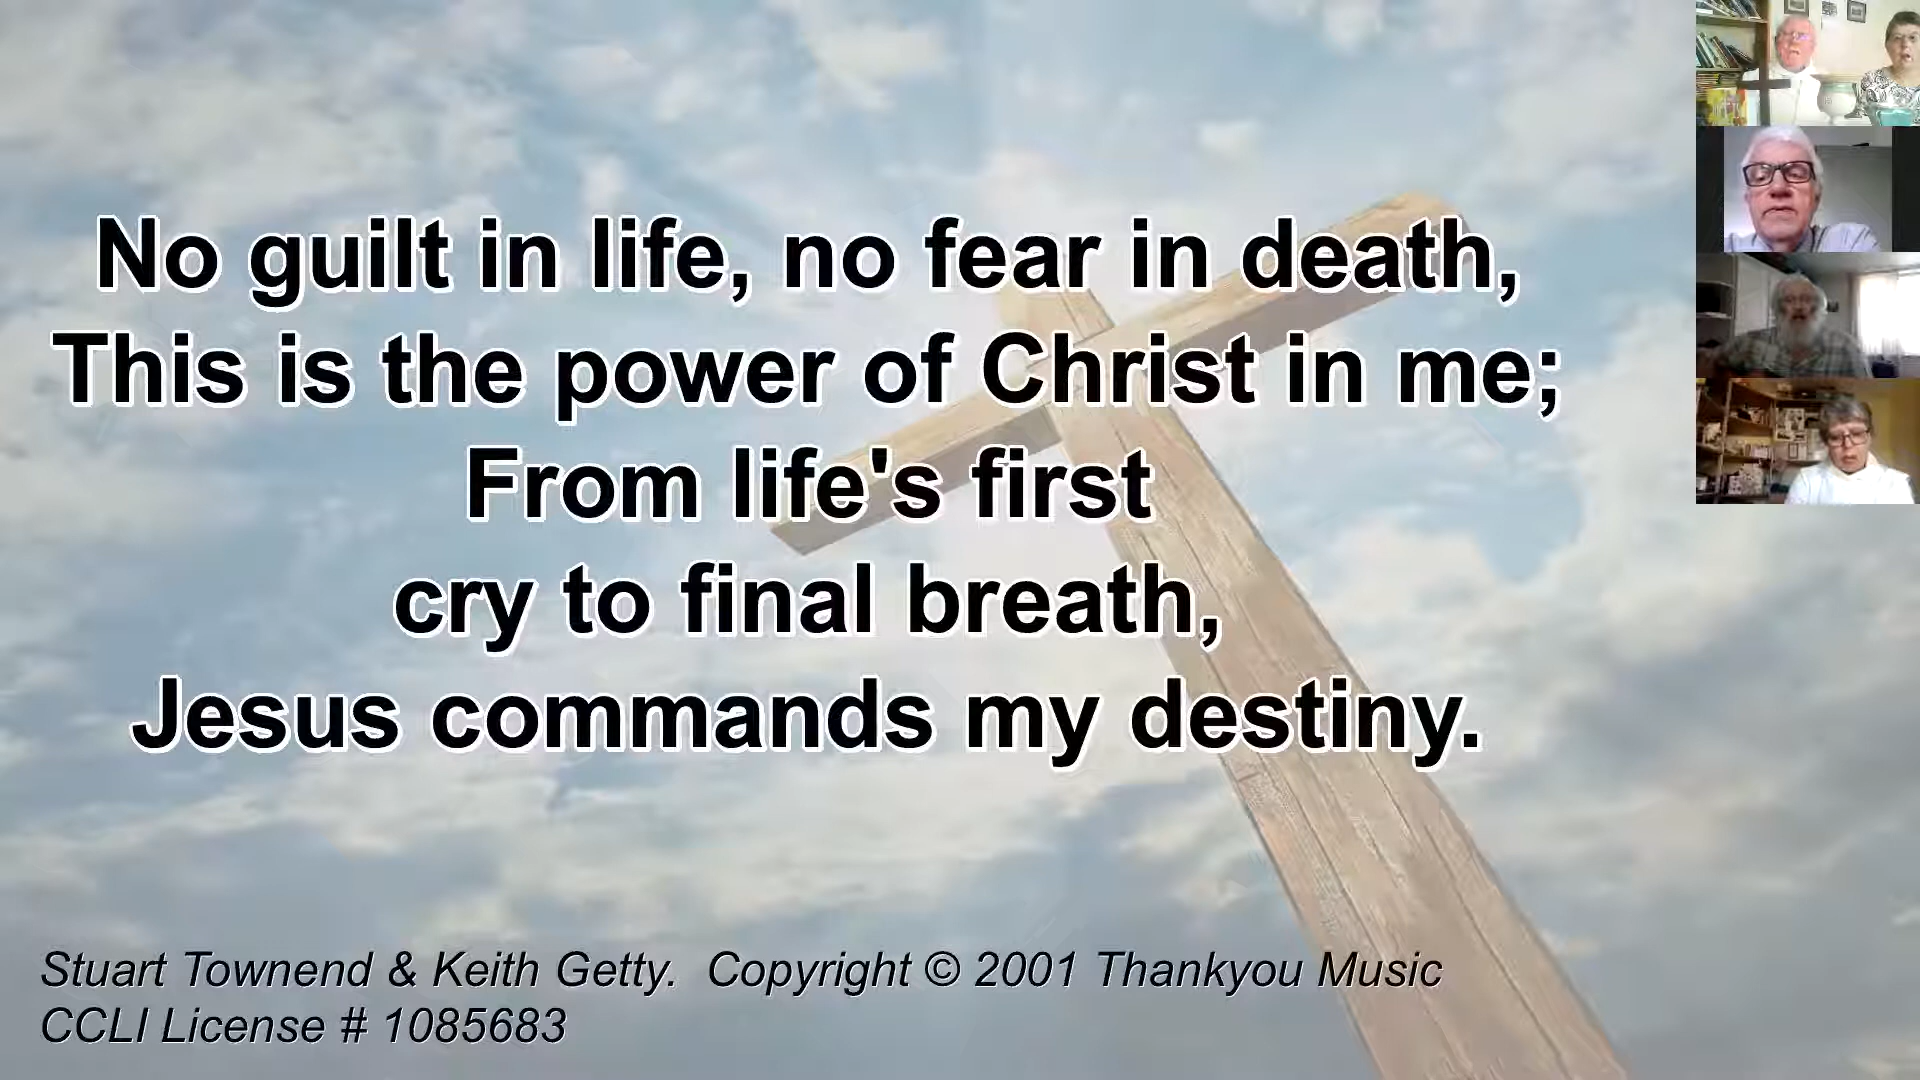 No guilt in life, no fear in death,
This is the power of Christ in me;
From life's first
cry to final breath,
Jesus commands my destiny.
Stuart Townend & Keith Getty.  Copyright © 2001 Thankyou Music
CCLI License # 1085683